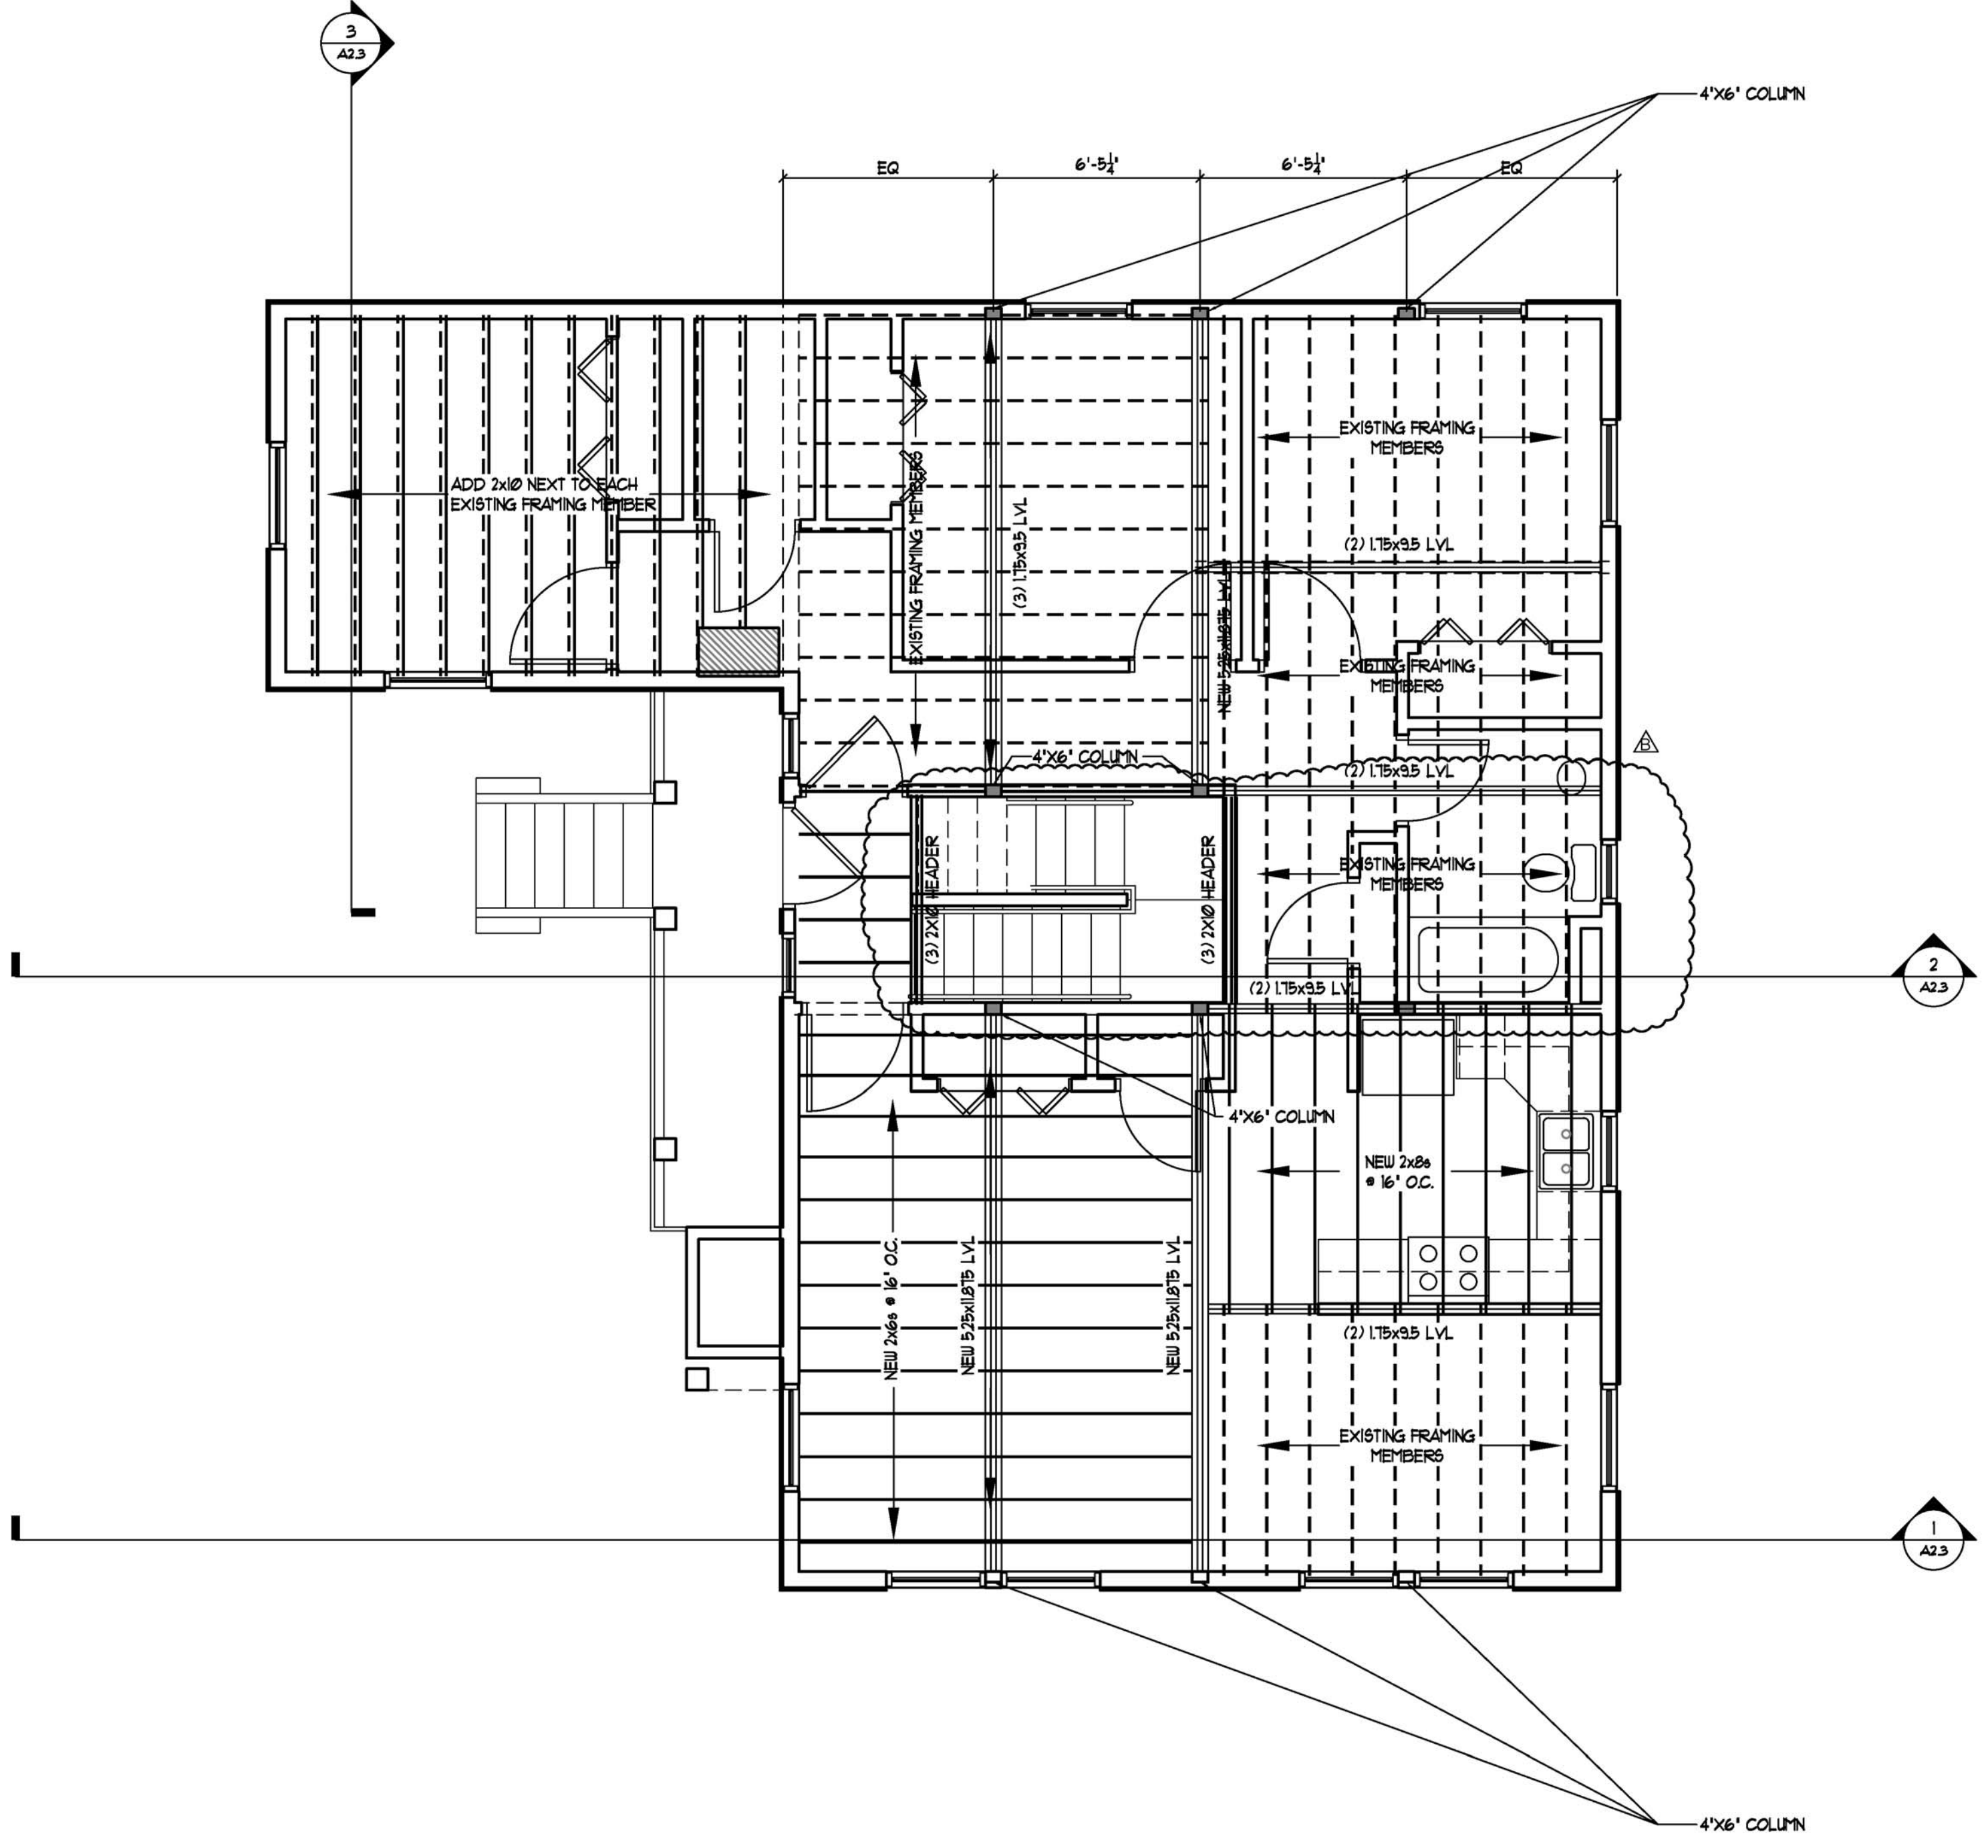 3
A2.3
4"X6" COLUMN
EQ
6'-5¼"
6'-5¼"
EQ
EXISTING FRAMING
MEMBERS
ADD 2x10 NEXT TO EACH
EXISTING FRAMING MEMBER
EXISTING FRAMING MEMBERS
(3) 1.75x9.5 LVL
(2) 1.75x9.5 LVL
NEW 5.25x11.875 LVL
EXISTING FRAMING
MEMBERS
B
4"X6" COLUMN
(2) 1.75x9.5 LVL
(3) 2X10 HEADER
(3) 2X10 HEADER
EXISTING FRAMING
MEMBERS
2
A2.3
(2) 1.75x9.5 LVL
4"X6" COLUMN
NEW 2x8s
@ 16" O.C.
NEW 2x6s @ 16" O.C.
NEW 5.25x11.875 LVL
NEW 5.25x11.875 LVL
(2) 1.75x9.5 LVL
EXISTING FRAMING
MEMBERS
1
A2.3
4"X6" COLUMN